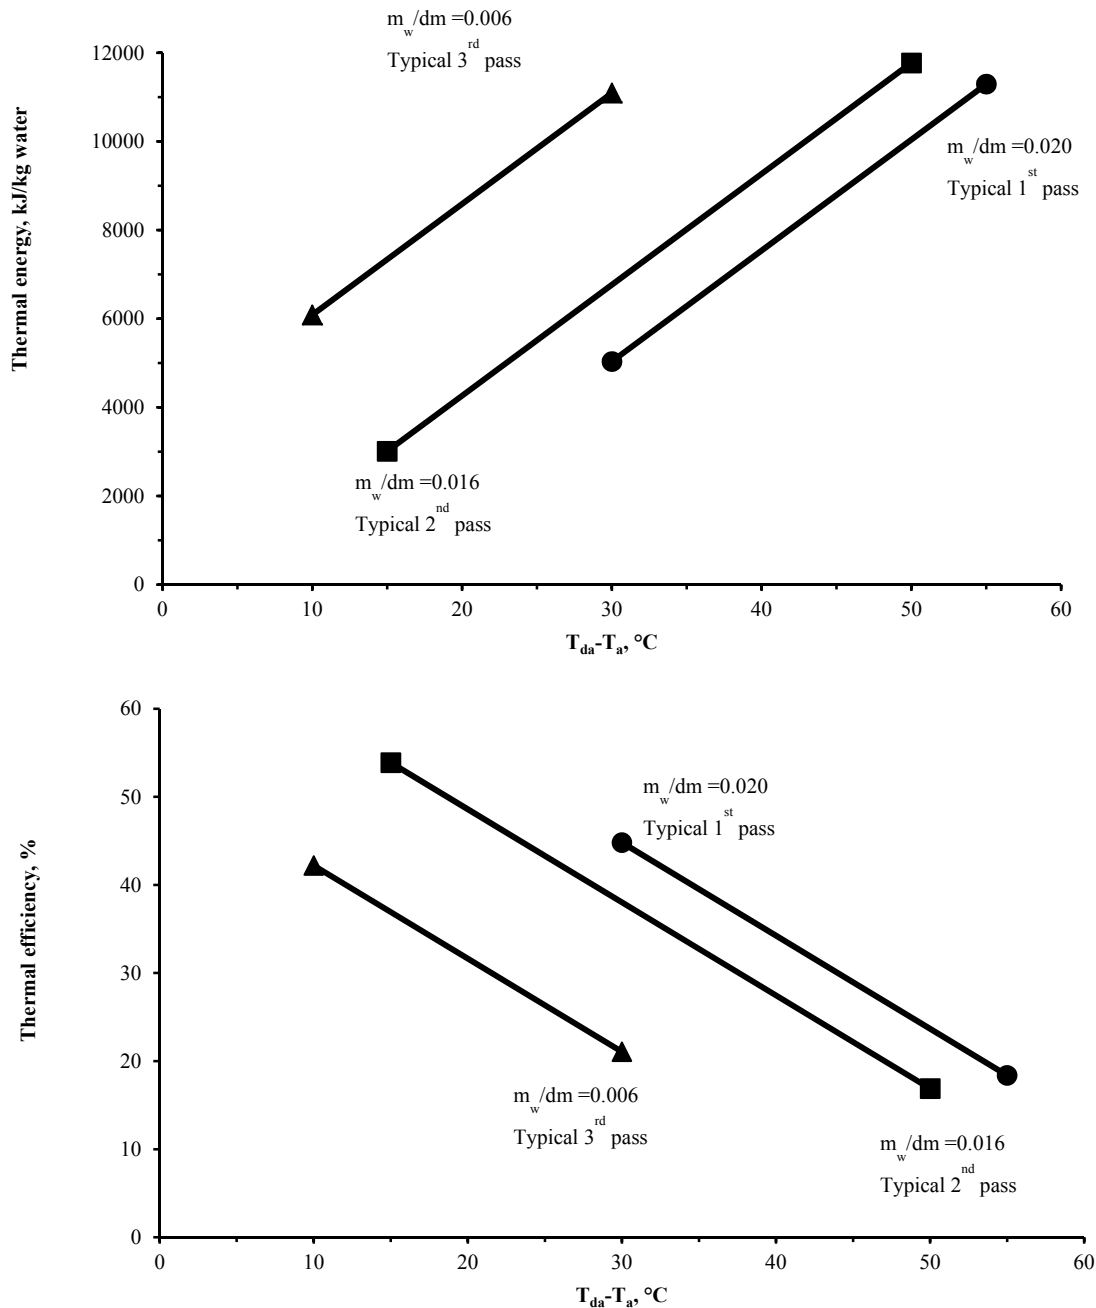 m_w/dm =0.006
Typical 3rd pass
12000
10000
8000
6000
4000
2000
0
Thermal energy, kJ/kg water
m_w/dm =0.020
Typical 1st pass
m_w/dm =0.016
Typical 2nd pass
0 10 20 30 40 50 60
T_da-T_a, °C
60
50
40
30
20
10
0
Thermal efficiency, %
m_w/dm =0.020
Typical 1st pass
m_w/dm =0.006
Typical 3rd pass
m_w/dm =0.016
Typical 2nd pass
0 10 20 30 40 50 60
T_da-T_a, °C